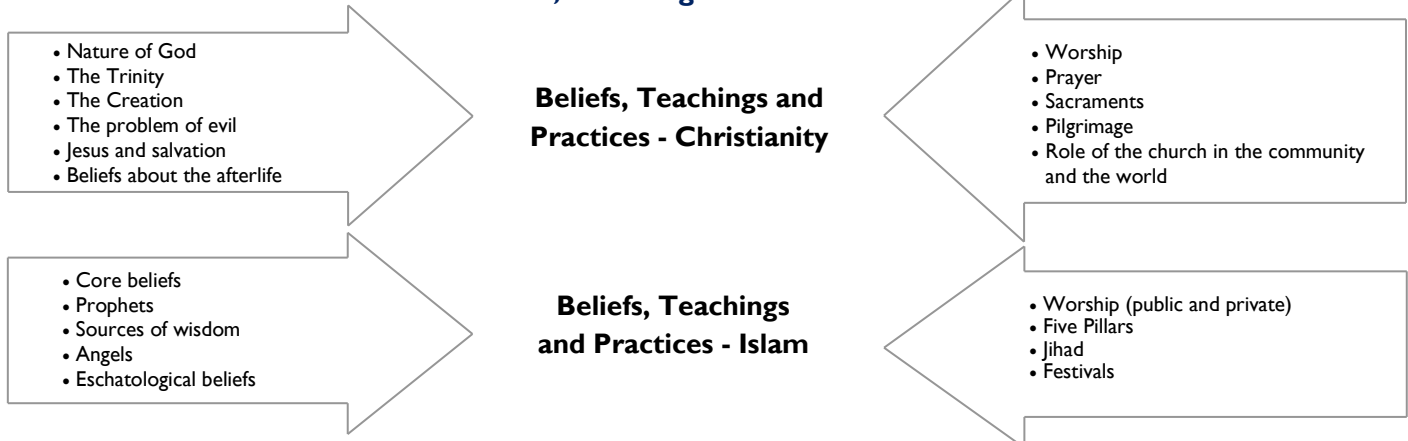 • Nature of God
• The Trinity
• The Creation
• The problem of evil
• Jesus and salvation
• Beliefs about the afterlife
Beliefs, Teachings and
Practices - Christianity
• Worship
• Prayer
• Sacraments
• Pilgrimage
• Role of the church in the community
and the world
• Core beliefs
• Prophets
• Sources of wisdom
• Angels
• Eschatological beliefs
Beliefs, Teachings
and Practices - Islam
• Worship (public and private)
• Five Pillars
• Jihad
• Festivals